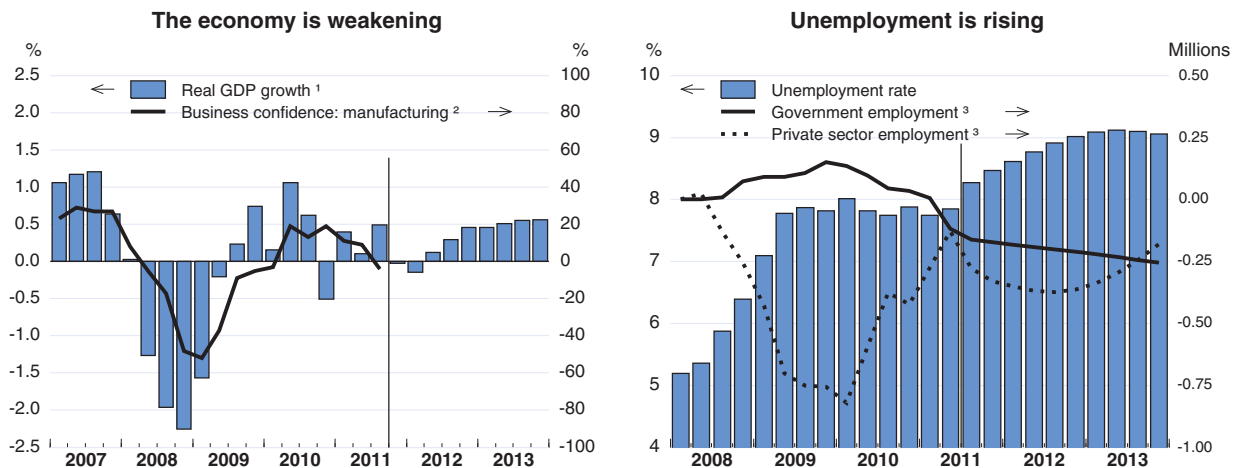 The economy is weakening
% %
2.5 100
2.0 80
1.5 60
1.0 40
0.5 20
0.0 0
-0.5 -20
-1.0 -40
-1.5 -60
-2.0 -80
-2.5 -100
← Real GDP growth ¹
Business confidence: manufacturing ² →
2007 2008 2009 2010 2011 2012 2013
Unemployment is rising
% Millions
10 0.50
9 0.25
8 0.00
7 -0.25
6 -0.50
5 -0.75
4 -1.00
← Unemployment rate
Government employment ³ →
Private sector employment ³ →
2008 2009 2010 2011 2012 2013